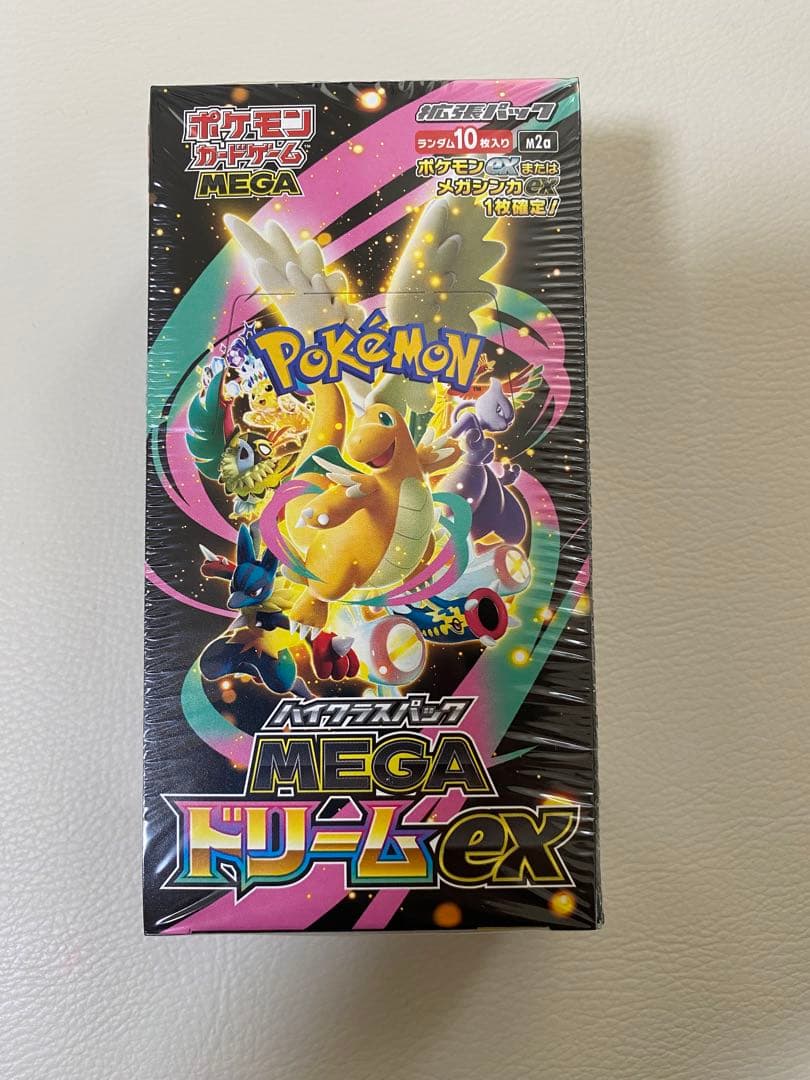 ポケモン
カードゲーム™
MEGA
拡張パック
ランダム10枚入り M2a
ポケモンexまたは
メガシンカex
1枚確定!
POKéMON
ハイクラスパック
MEGA
ドリームex